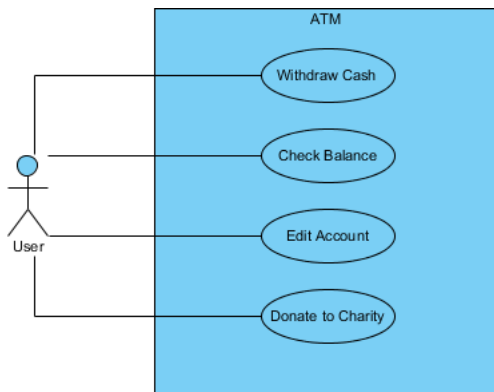 ATM
Withdraw Cash
Check Balance
Edit Account
User
Donate to Charity